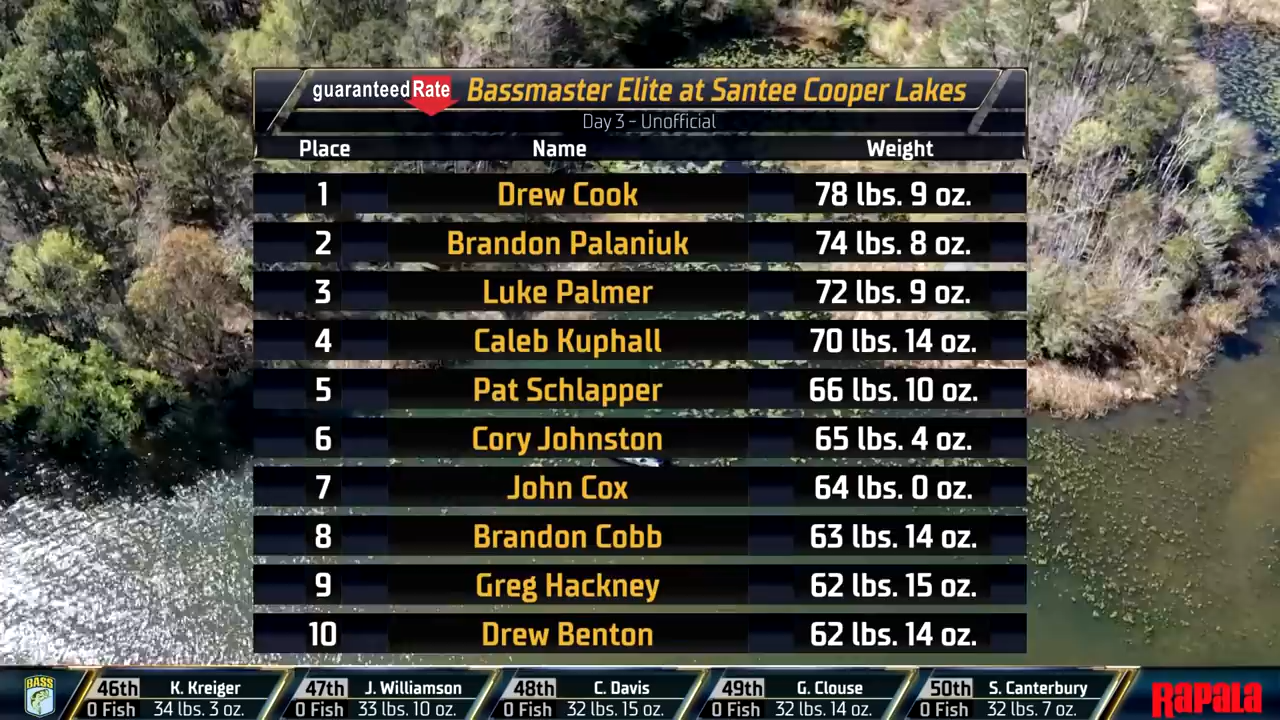 guaranteedRate Bassmaster Elite at Santee Cooper Lakes
Day 3 - Unofficial
Place Name Weight
1 Drew Cook 78 lbs. 9 oz.
2 Brandon Palaniuk 74 lbs. 8 oz.
3 Luke Palmer 72 lbs. 9 oz.
4 Caleb Kuphall 70 lbs. 14 oz.
5 Pat Schlapper 66 lbs. 10 oz.
6 Cory Johnston 65 lbs. 4 oz.
7 John Cox 64 lbs. 0 oz.
8 Brandon Cobb 63 lbs. 14 oz.
9 Greg Hackney 62 lbs. 15 oz.
10 Drew Benton 62 lbs. 14 oz.
BASS
46th K. Kreiger
0 Fish 34 lbs. 3 oz.
47th J. Williamson
0 Fish 33 lbs. 10 oz.
48th C. Davis
0 Fish 32 lbs. 15 oz.
49th G. Clouse
0 Fish 32 lbs. 14 oz.
50th S. Canterbury
0 Fish 32 lbs. 7 oz.
RAPALA